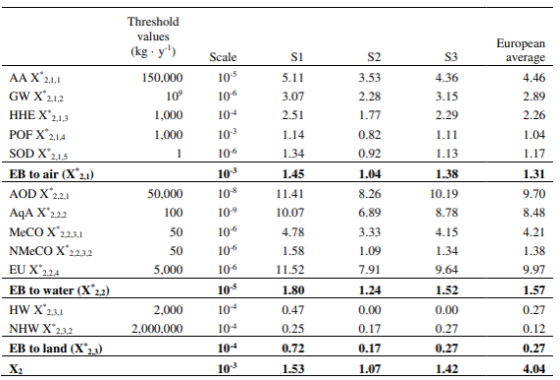 Threshold
values
(kg · y⁻¹) Scale S1 S2 S3 European
average
AA X*2,1,1 150,000 10⁻⁵ 5.11 3.53 4.36 4.46
GW X*2,1,2 10⁹ 10⁻⁶ 3.07 2.28 3.15 2.89
HHE X*2,1,3 1,000 10⁻⁴ 2.51 1.77 2.29 2.26
POF X*2,1,4 1,000 10⁻³ 1.14 0.82 1.11 1.04
SOD X*2,1,5 1 10⁻⁶ 1.34 0.92 1.13 1.17
EB to air (X*2,1) 10⁻³ 1.45 1.04 1.38 1.31
AOD X*2,2,1 50,000 10⁻⁸ 11.41 8.26 10.19 9.70
AqA X*2,2,2 100 10⁻⁹ 10.07 6.89 8.78 8.48
MeCO X*2,2,3,1 50 10⁻⁶ 4.78 3.33 4.15 4.21
NMeCO X*2,2,3,2 50 10⁻⁶ 1.58 1.09 1.34 1.38
EU X*2,2,4 5,000 10⁻⁶ 11.52 7.91 9.64 9.97
EB to water (X*2,2) 10⁻⁵ 1.80 1.24 1.52 1.57
HW X*2,3,1 2,000 10⁻⁴ 0.47 0.00 0.00 0.27
NHW X*2,3,2 2,000,000 10⁻⁴ 0.25 0.17 0.27 0.12
EB to land (X*2,3) 10⁻⁴ 0.72 0.17 0.27 0.27
X₂ 10⁻³ 1.53 1.07 1.42 4.04